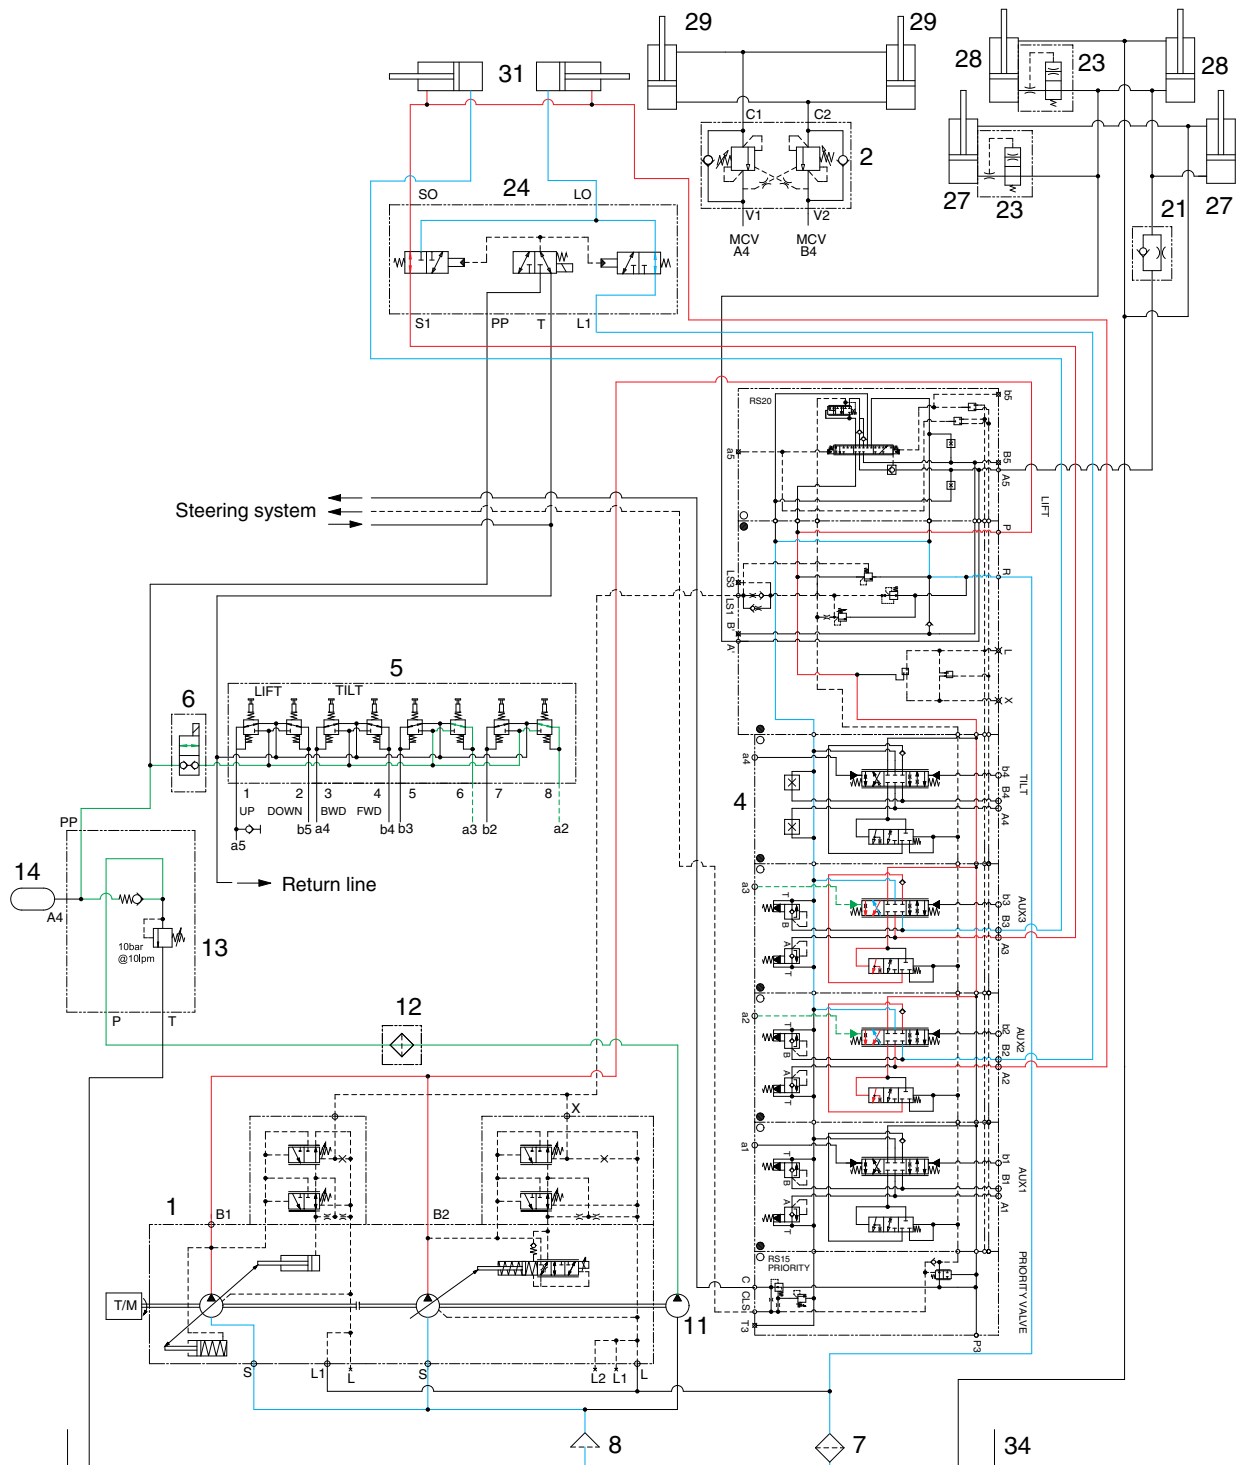 29
29
31
28
23
28
C1
C2
2
24
SO
LO
V1
V2
MCV
A4
MCV
B4
27
23
21
27
S1
PP
T
L1
RS20
b5
a5
B5
A5
LIFT
P
Steering system
R
LS3
LS1
B'
A'
L
X
5
6
LIFT
TILT
1
2
3
4
5
6
7
8
UP
DOWN
BWD
FWD
a5
b5
a4
b4
b3
a3
b2
a2
a4
4
b4
B4
A4
TILT
PP
14
A4
Return line
13
10bar
@10lpm
P
T
a3
T
B
A
T
b3
B3
A3
AUX3
12
a2
T
B
A
T
b2
B2
A2
AUX2
X
a1
T
B
A
T
b1
B1
A1
AUX1
1
B1
B2
RS15
PRIORITY
C
CLS
T3
P3
PRIORITY VALVE
T/M
11
S
L1
L
S
L2
L1
L
8
7
34